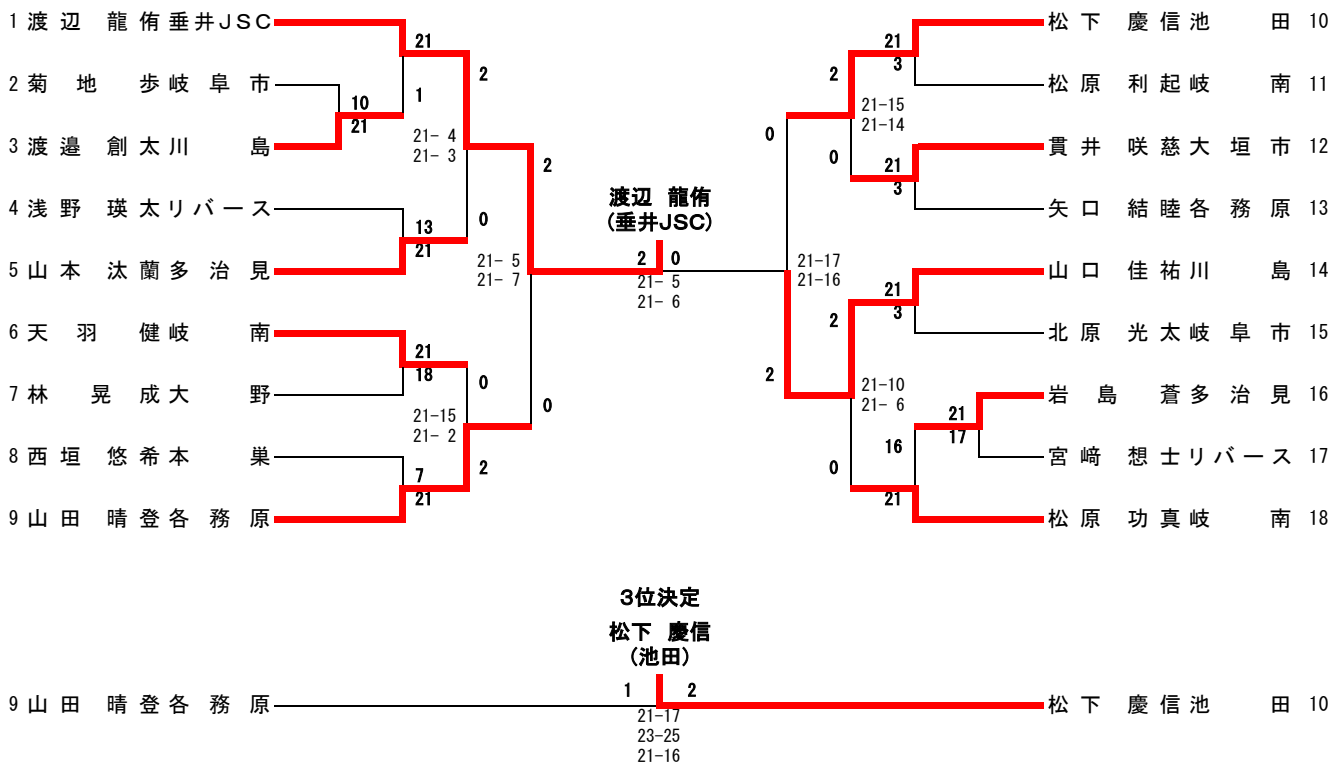 1 渡辺 龍侑 垂井JSC
2 菊地 歩 岐阜市
3 渡邉 創太 川島
4 浅野 瑛太 リバース
5 山本 汰蘭 多治見
6 天羽 健 岐南
7 林 晃成 大野
8 西垣 悠希 本巣
9 山田 晴登 各務原
21
1
10
21
2
21- 4
21- 3
0
13
21
2
21- 5
21- 7
0
21
18
0
21-15
21- 2
2
7
21
渡辺 龍侑
(垂井JSC)
2 0
21- 5
21- 6
松下 慶信 池田 10
松原 利起 岐南 11
貫井 咲慈 大垣市 12
矢口 結睦 各務原 13
山口 佳祐 川島 14
北原 光太 岐阜市 15
岩島 蒼 多治見 16
宮﨑 想士 リバース 17
松原 功真 岐南 18
21
3
2
21-15
21-14
0
21
3
0
21-17
21-16
2
21
3
2
21-10
21- 6
0
21
17
16
21
3位決定
松下 慶信
(池田)
9 山田 晴登 各務原
1 2
21-17
23-25
21-16
松下 慶信 池田 10